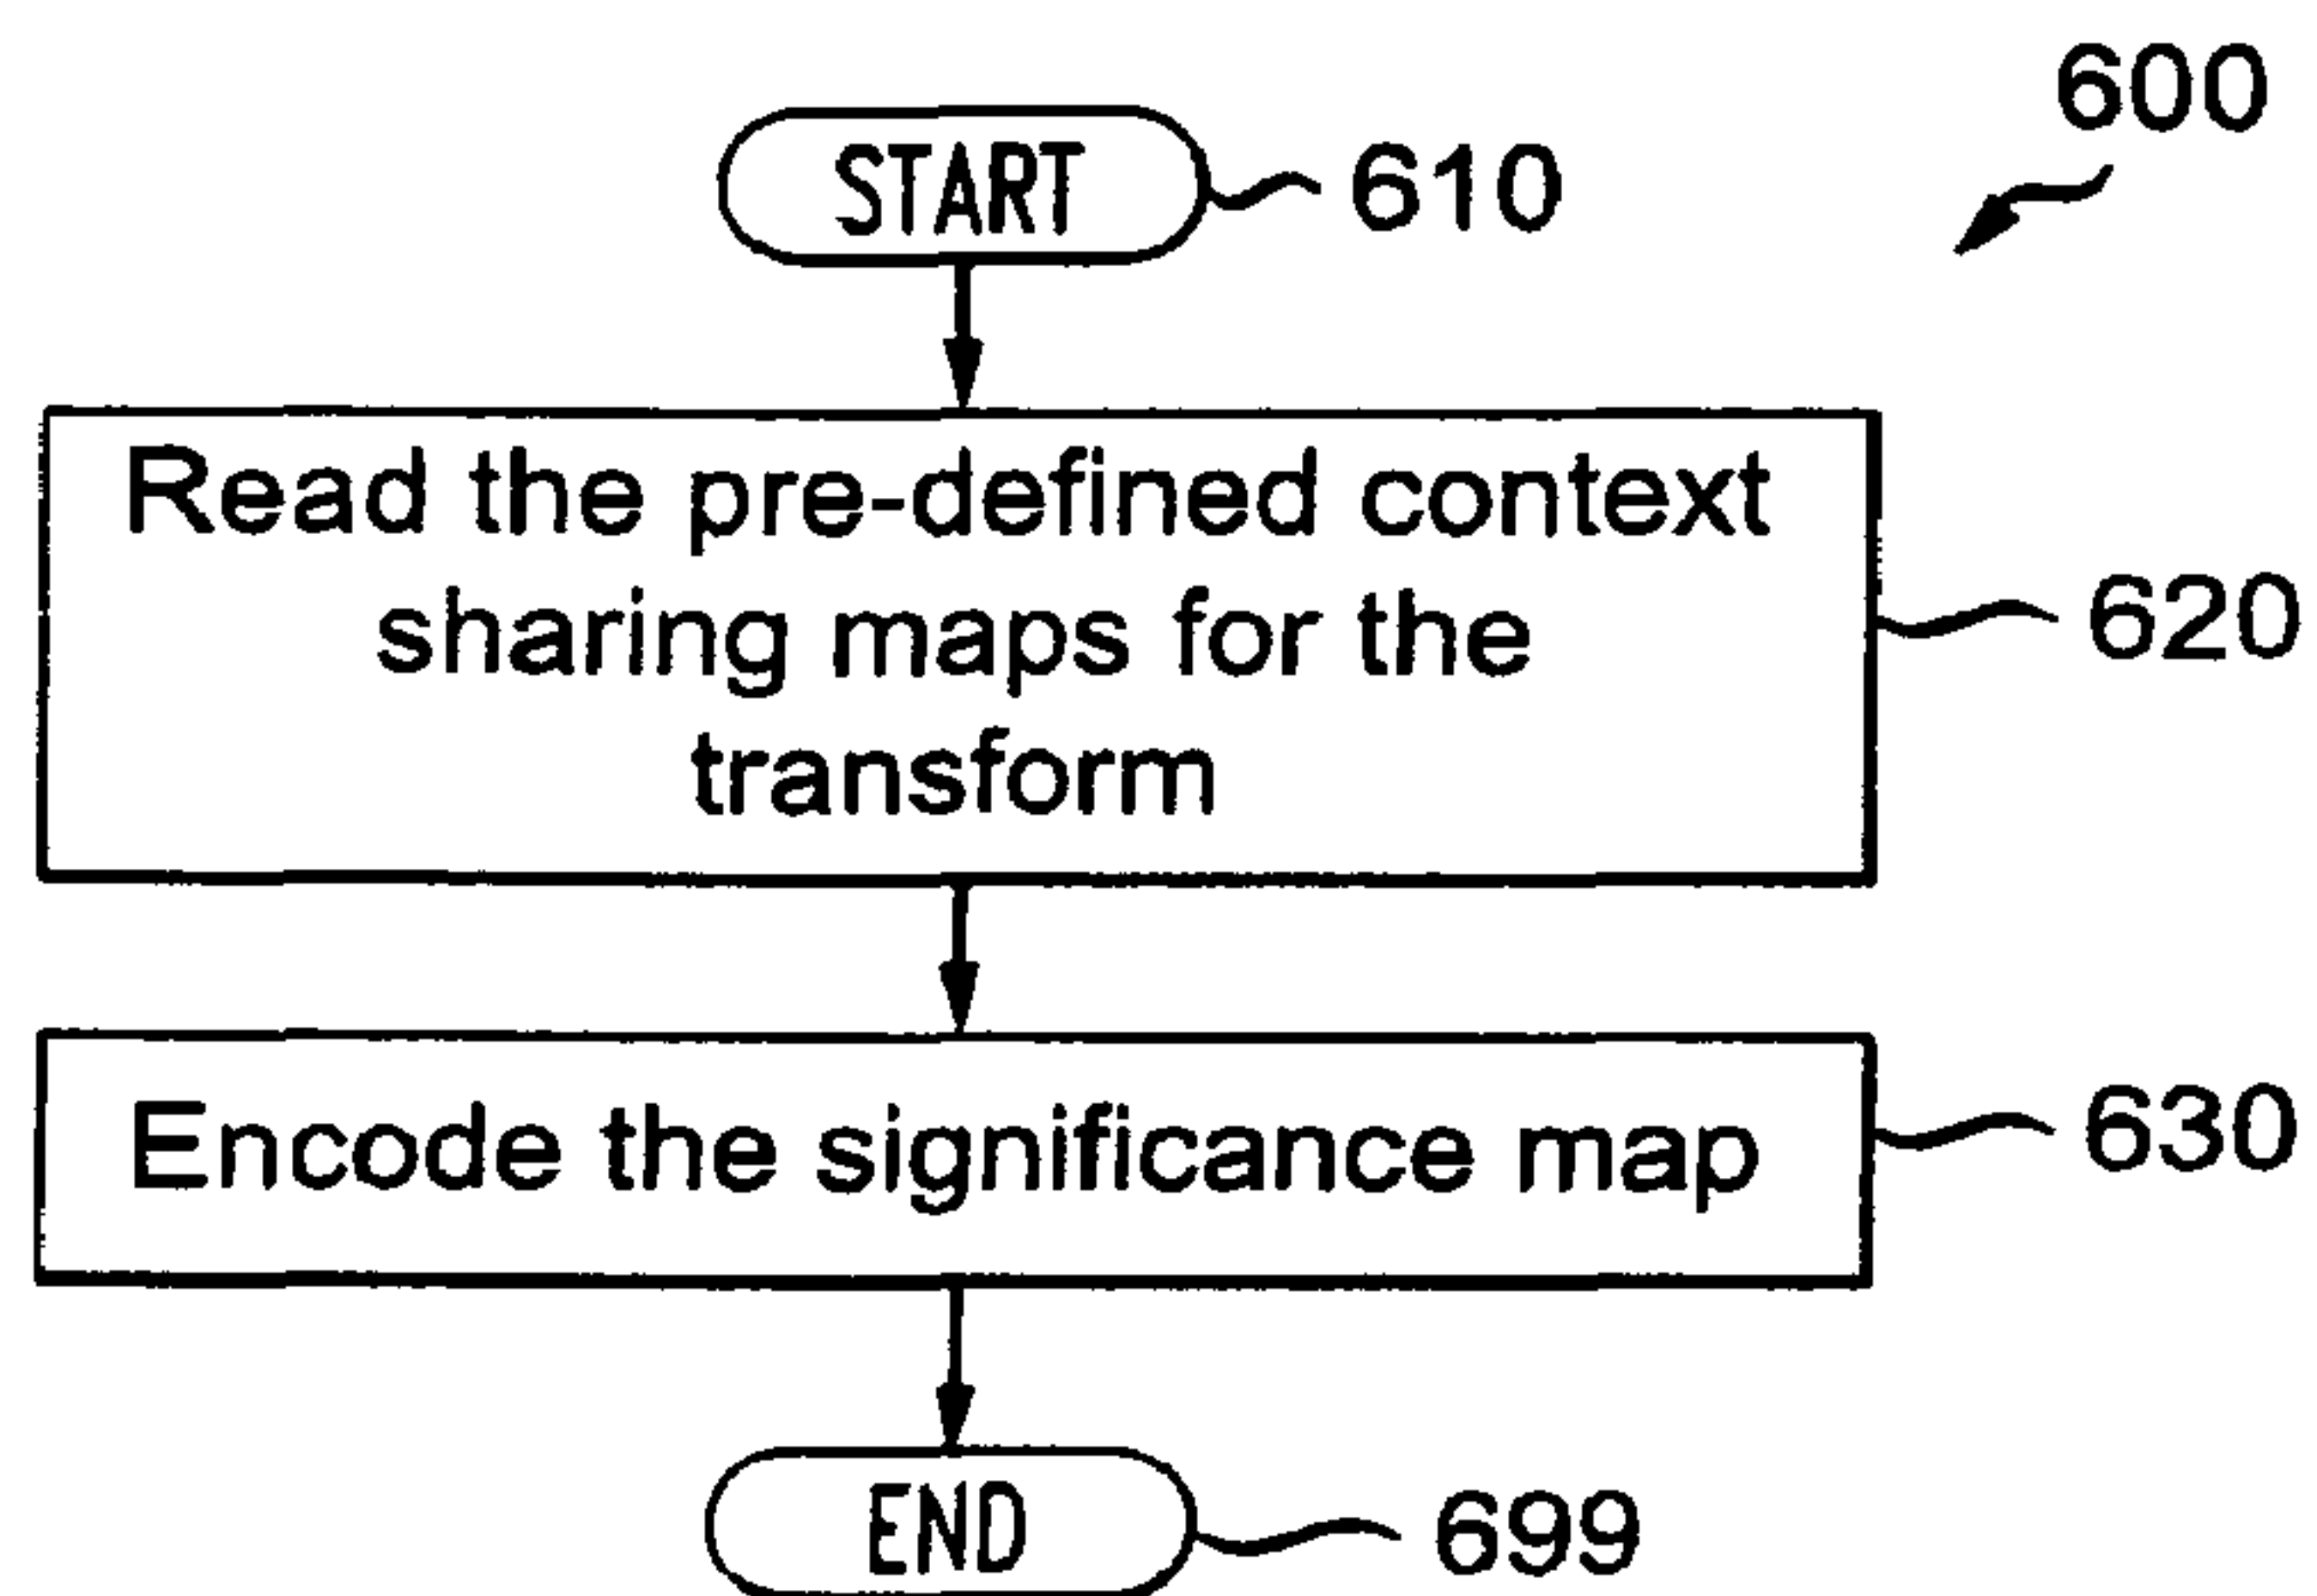 600
START 610
Read the pre-defined context
sharing maps for the
transform
620
Encode the significance map 630
END 699